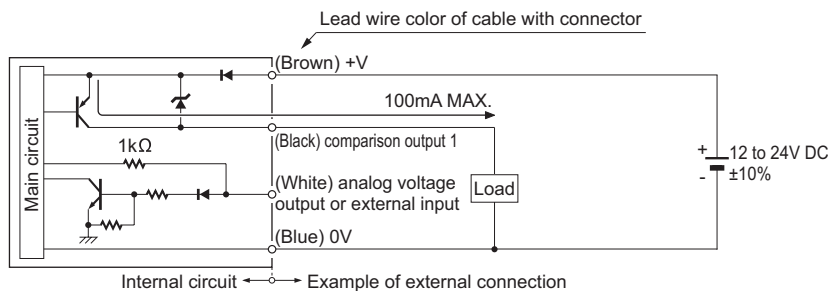 Lead wire color of cable with connector
(Brown) +V
100mA MAX.
(Black) comparison output 1
Main circuit
1kΩ
(White) analog voltage
output or external input
Load
+
12 to 24V DC
-
±10%
(Blue) 0V
Internal circuit
Example of external connection